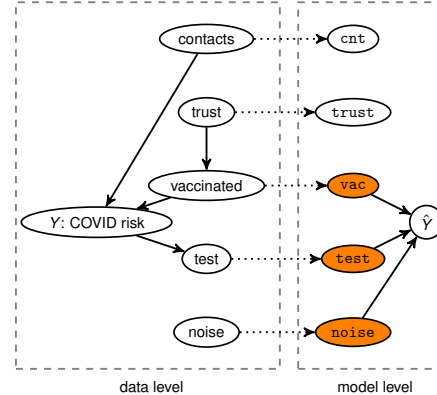 contacts
cnt
trust
trust
vaccinated
vac
Y: COVID risk
Ŷ
test
test
noise
noise
data level
model level